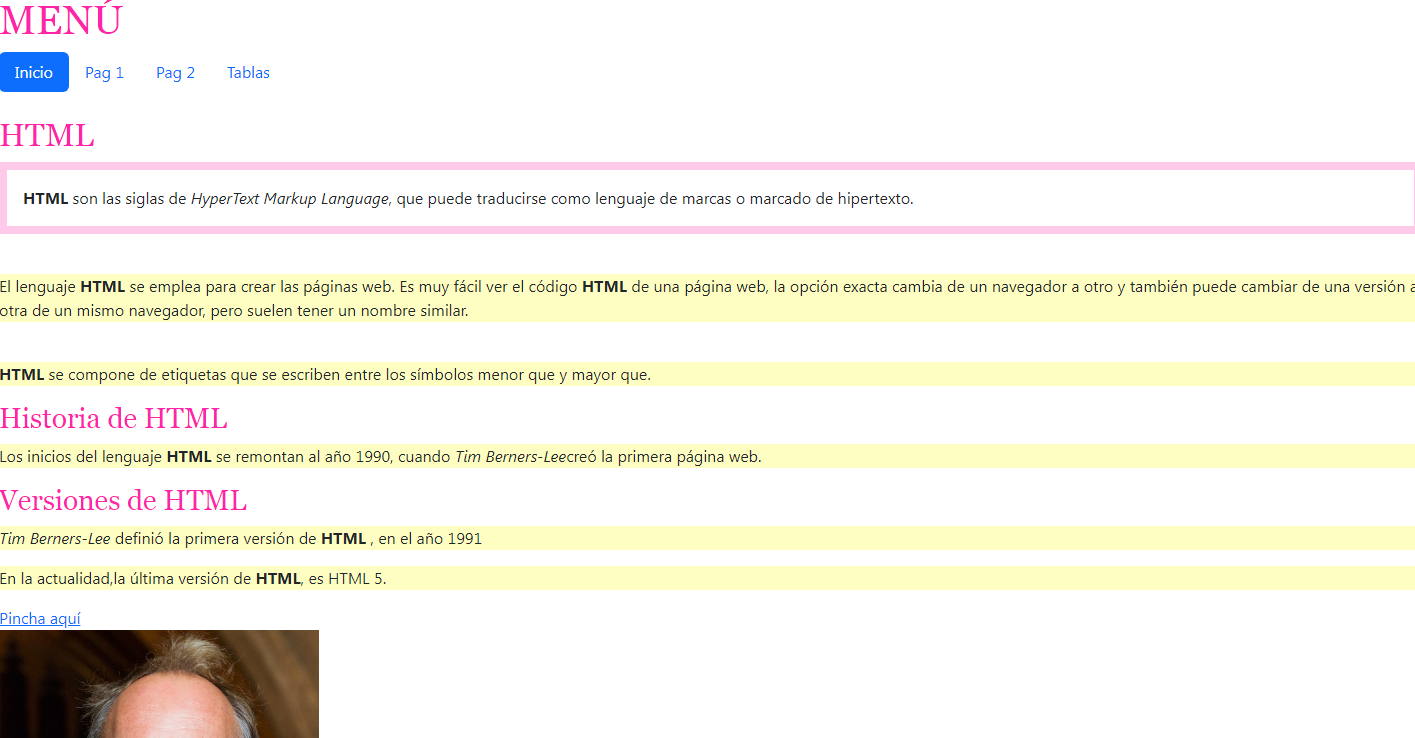 MENÚ
Inicio Pag 1 Pag 2 Tablas
HTML
HTML son las siglas de HyperText Markup Language, que puede traducirse como lenguaje de marcas o marcado de hipertexto.
El lenguaje HTML se emplea para crear las páginas web. Es muy fácil ver el código HTML de una página web, la opción exacta cambia de un navegador a otro y también puede cambiar de una versión a
otra de un mismo navegador, pero suelen tener un nombre similar.
HTML se compone de etiquetas que se escriben entre los símbolos menor que y mayor que.
Historia de HTML
Los inicios del lenguaje HTML se remontan al año 1990, cuando Tim Berners-Leecreó la primera página web.
Versiones de HTML
Tim Berners-Lee definió la primera versión de HTML , en el año 1991
En la actualidad,la última versión de HTML, es HTML 5.
Pincha aquí